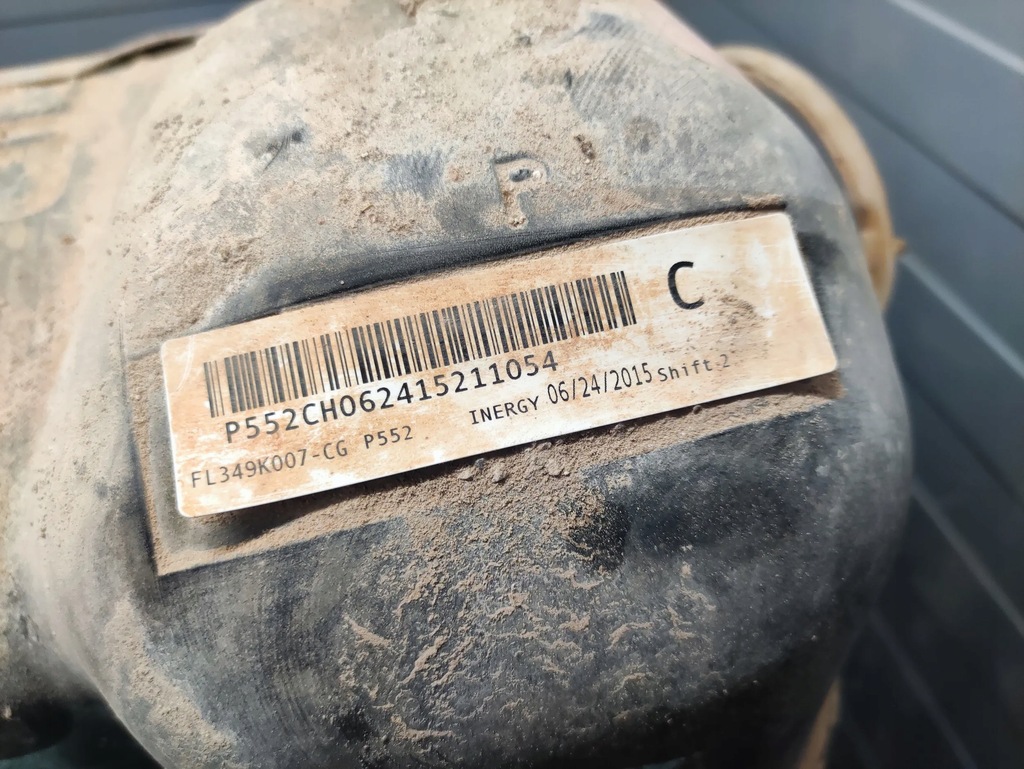 P
C
P552CH062415211054
FL349K007-CG P552 INERGY 06/24/2015 Shift 2